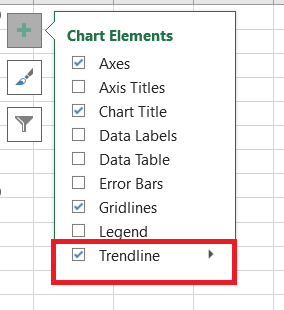 Chart Elements
Axes
Axis Titles
Chart Title
Data Labels
Data Table
Error Bars
Gridlines
Legend
Trendline